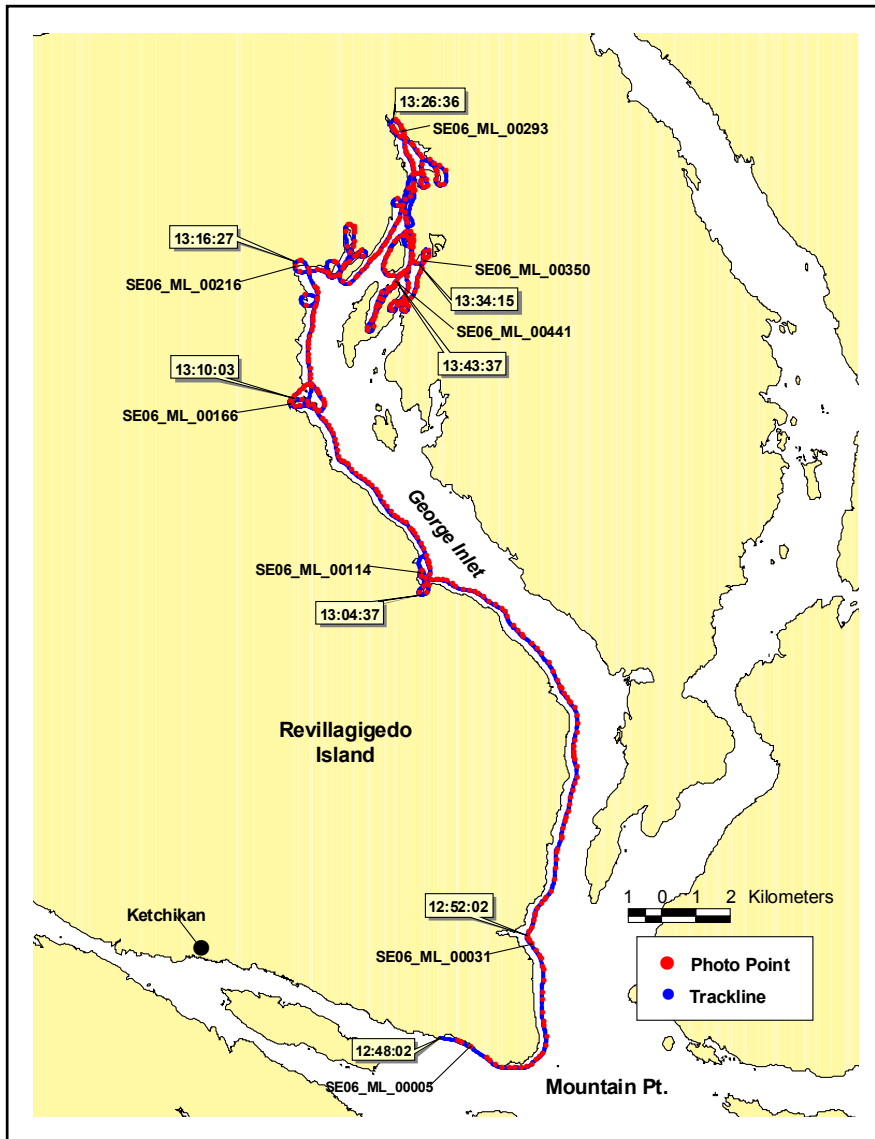 13:26:36
SE06_ML_00293
13:16:27
SE06_ML_00216
SE06_ML_00350
13:34:15
SE06_ML_00441
13:43:37
13:10:03
SE06_ML_00166
George Inlet
SE06_ML_00114
13:04:37
Revillagigedo
Island
1 0 1 2 Kilometers
12:52:02
Ketchikan
SE06_ML_00031
Photo Point
Trackline
12:48:02
SE06_ML_00005
Mountain Pt.